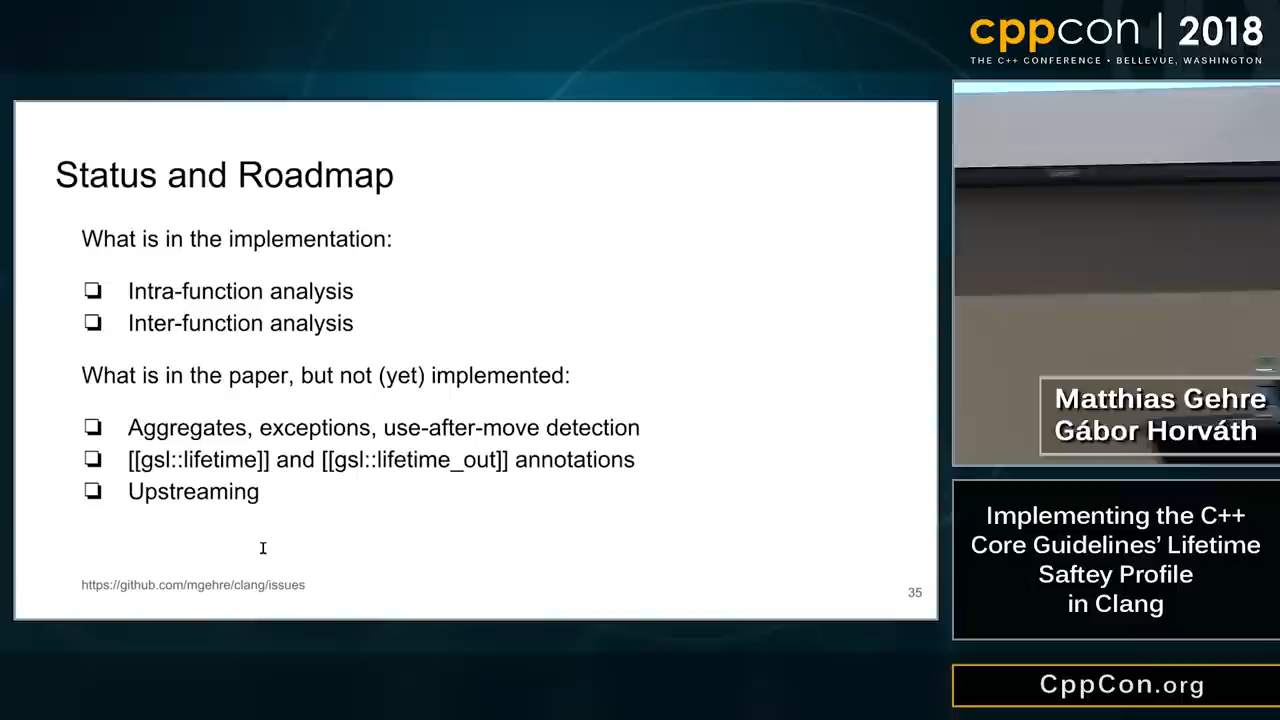 cppcon | 2018
THE C++ CONFERENCE • BELLEVUE, WASHINGTON
Status and Roadmap
What is in the implementation:
❏ Intra-function analysis
❏ Inter-function analysis
What is in the paper, but not (yet) implemented:
❏ Aggregates, exceptions, use-after-move detection
❏ [[gsl::lifetime]] and [[gsl::lifetime_out]] annotations
❏ Upstreaming
https://github.com/mgehre/clang/issues
35
Matthias Gehre
Gábor Horváth
Implementing the C++
Core Guidelines’ Lifetime
Saftey Profile
in Clang
CppCon.org